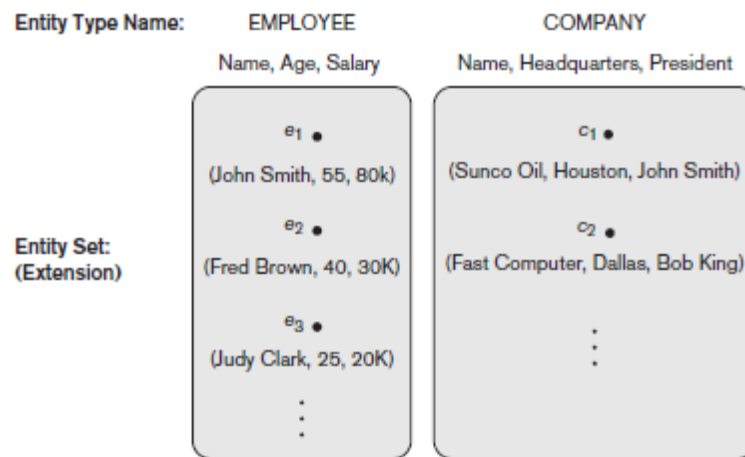 Entity Type Name: EMPLOYEE COMPANY
Name, Age, Salary Name, Headquarters, President
e1 c1
(John Smith, 55, 80k) (Sunco Oil, Houston, John Smith)
e2 c2
Entity Set:
(Extension) (Fred Brown, 40, 30K) (Fast Computer, Dallas, Bob King)
e3
(Judy Clark, 25, 20K)